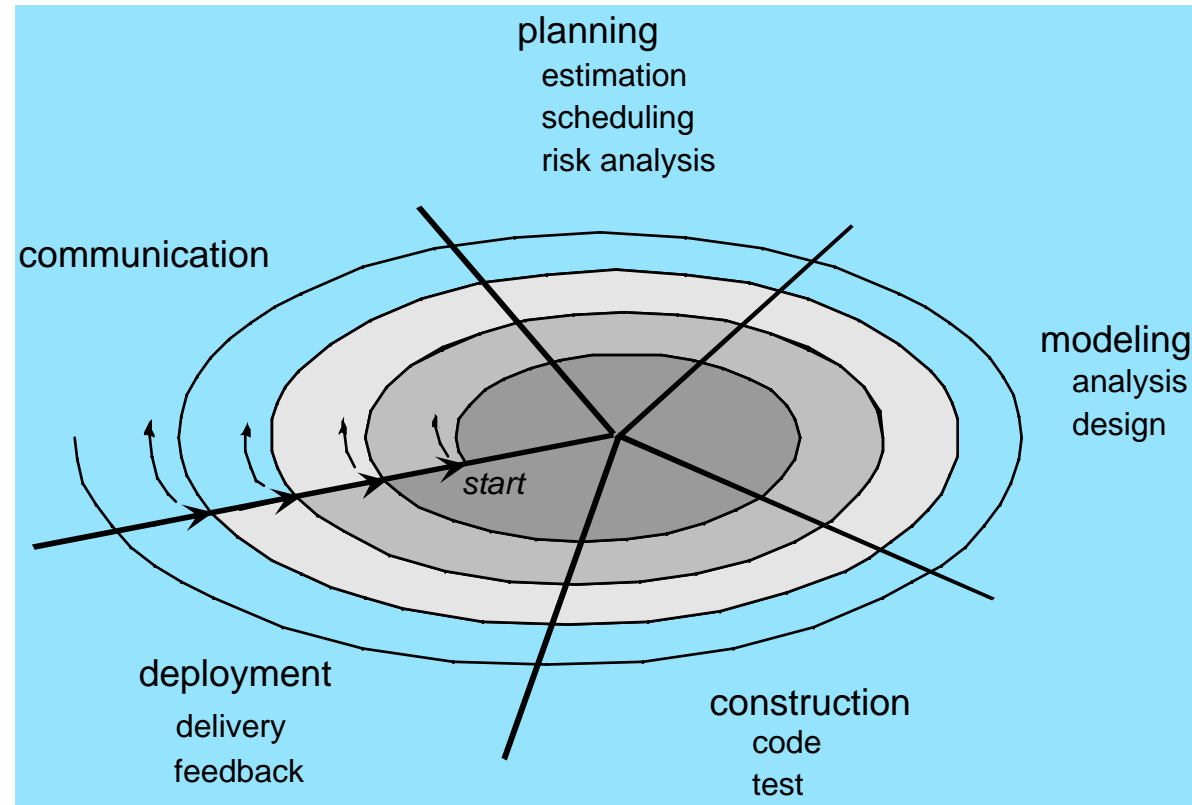 planning
estimation
scheduling
risk analysis
communication
modeling
analysis
design
start
deployment
delivery
feedback
construction
code
test